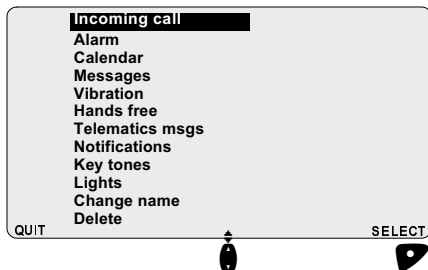 Incoming call
Alarm
Calendar
Messages
Vibration
Hands free
Telematics msgs
Notifications
Key tones
Lights
Change name
Delete
QUIT SELECT